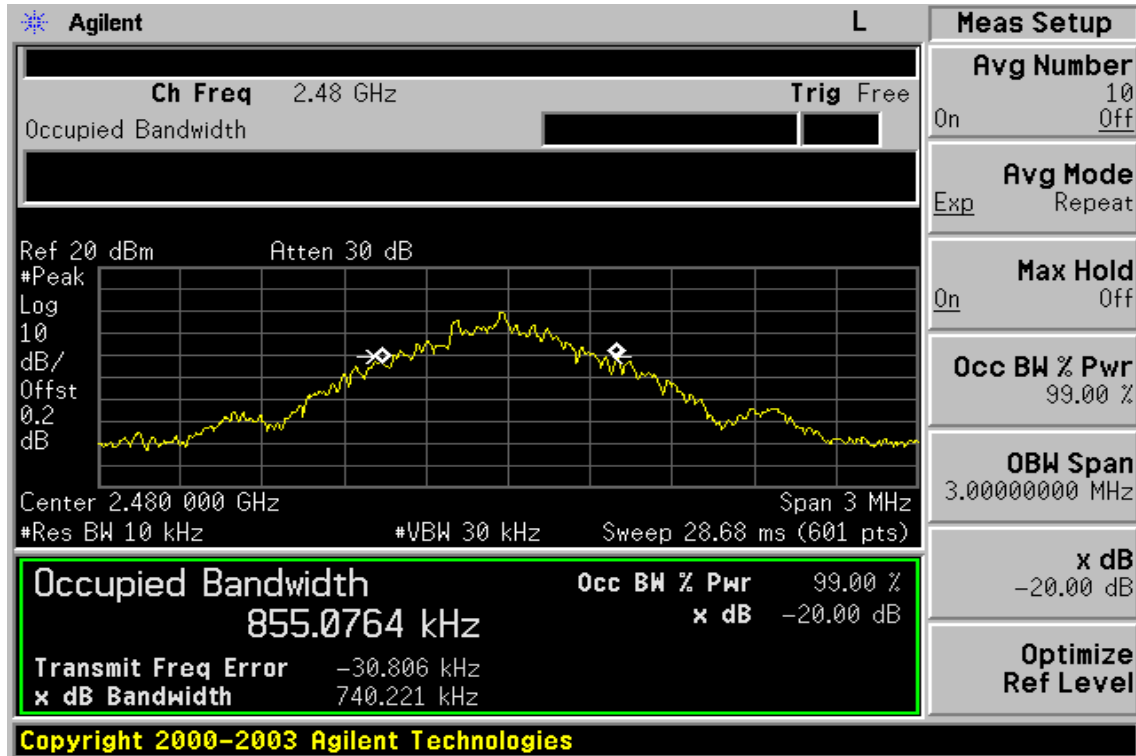 Agilent L Meas Setup
Avg Number
10
On Off
Ch Freq 2.48 GHz Trig Free
Occupied Bandwidth
Avg Mode
Exp Repeat
Ref 20 dBm Atten 30 dB
#Peak
Log
10
dB/
Offst
0.2
dB
Max Hold
On Off
Occ BW % Pwr
99.00 %
OBW Span
3.00000000 MHz
Center 2.480 000 GHz Span 3 MHz
#Res BW 10 kHz #VBW 30 kHz Sweep 28.68 ms (601 pts)
x dB
-20.00 dB
Optimize
Ref Level
Occupied Bandwidth Occ BW % Pwr 99.00 %
855.0764 kHz x dB -20.00 dB
Transmit Freq Error -30.806 kHz
x dB Bandwidth 740.221 kHz
Copyright 2000-2003 Agilent Technologies